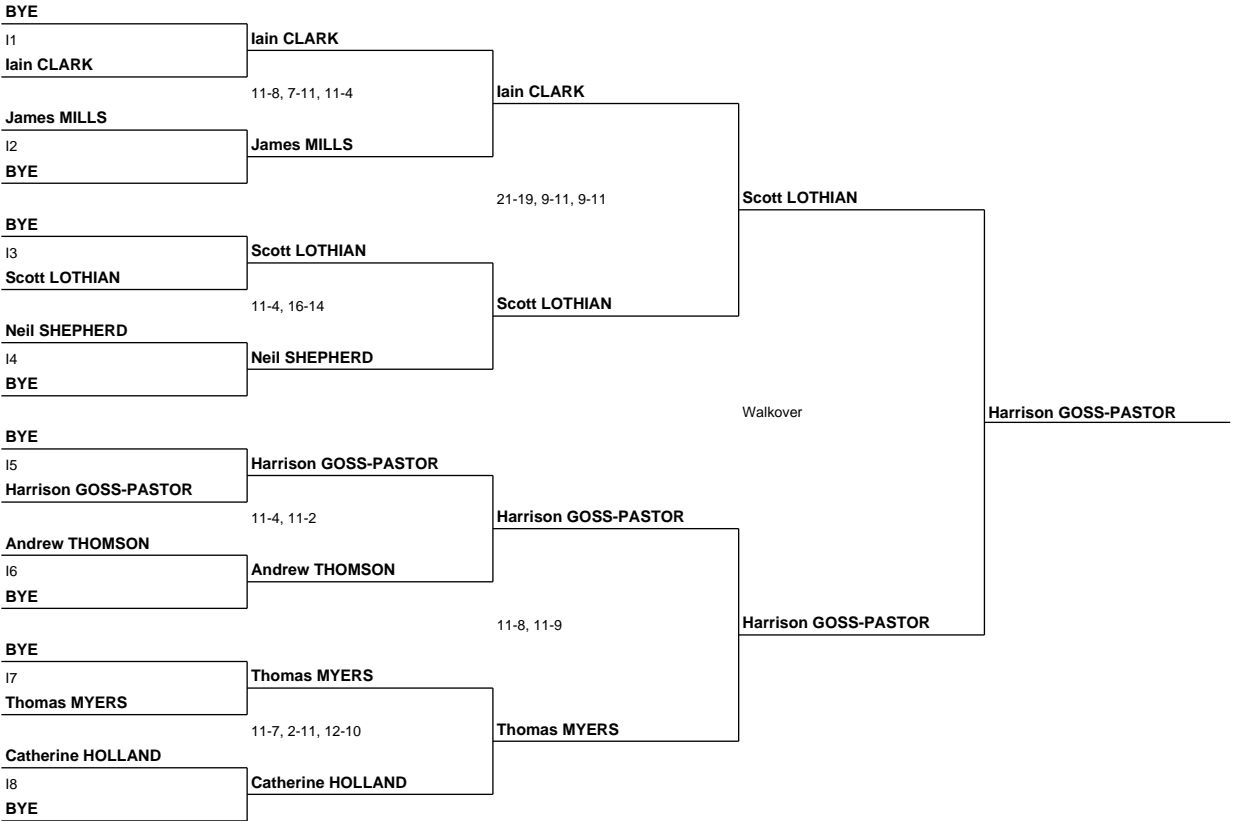 BYE
I1
Iain CLARK
James MILLS
I2
BYE
BYE
I3
Scott LOTHIAN
Neil SHEPHERD
I4
BYE
BYE
I5
Harrison GOSS-PASTOR
Andrew THOMSON
I6
BYE
BYE
I7
Thomas MYERS
Catherine HOLLAND
I8
BYE
Iain CLARK
11-8, 7-11, 11-4
James MILLS
Scott LOTHIAN
11-4, 16-14
Neil SHEPHERD
Harrison GOSS-PASTOR
11-4, 11-2
Andrew THOMSON
Thomas MYERS
11-7, 2-11, 12-10
Catherine HOLLAND
Iain CLARK
21-19, 9-11, 9-11
Scott LOTHIAN
Harrison GOSS-PASTOR
11-8, 11-9
Thomas MYERS
Scott LOTHIAN
Walkover
Harrison GOSS-PASTOR
Harrison GOSS-PASTOR